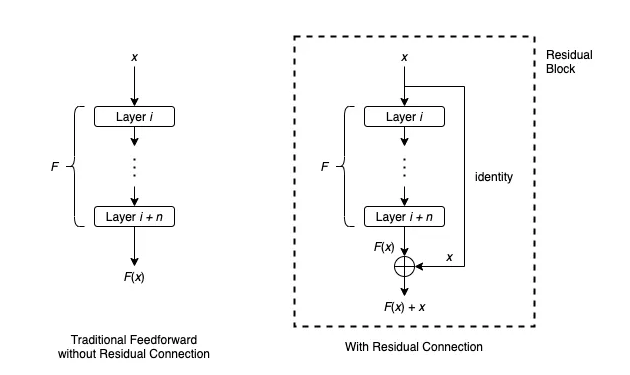 x
Layer i
F
Layer i + n
F(x)
Traditional Feedforward
without Residual Connection
x
Residual
Block
Layer i
F
identity
Layer i + n
F(x)
x
F(x) + x
With Residual Connection